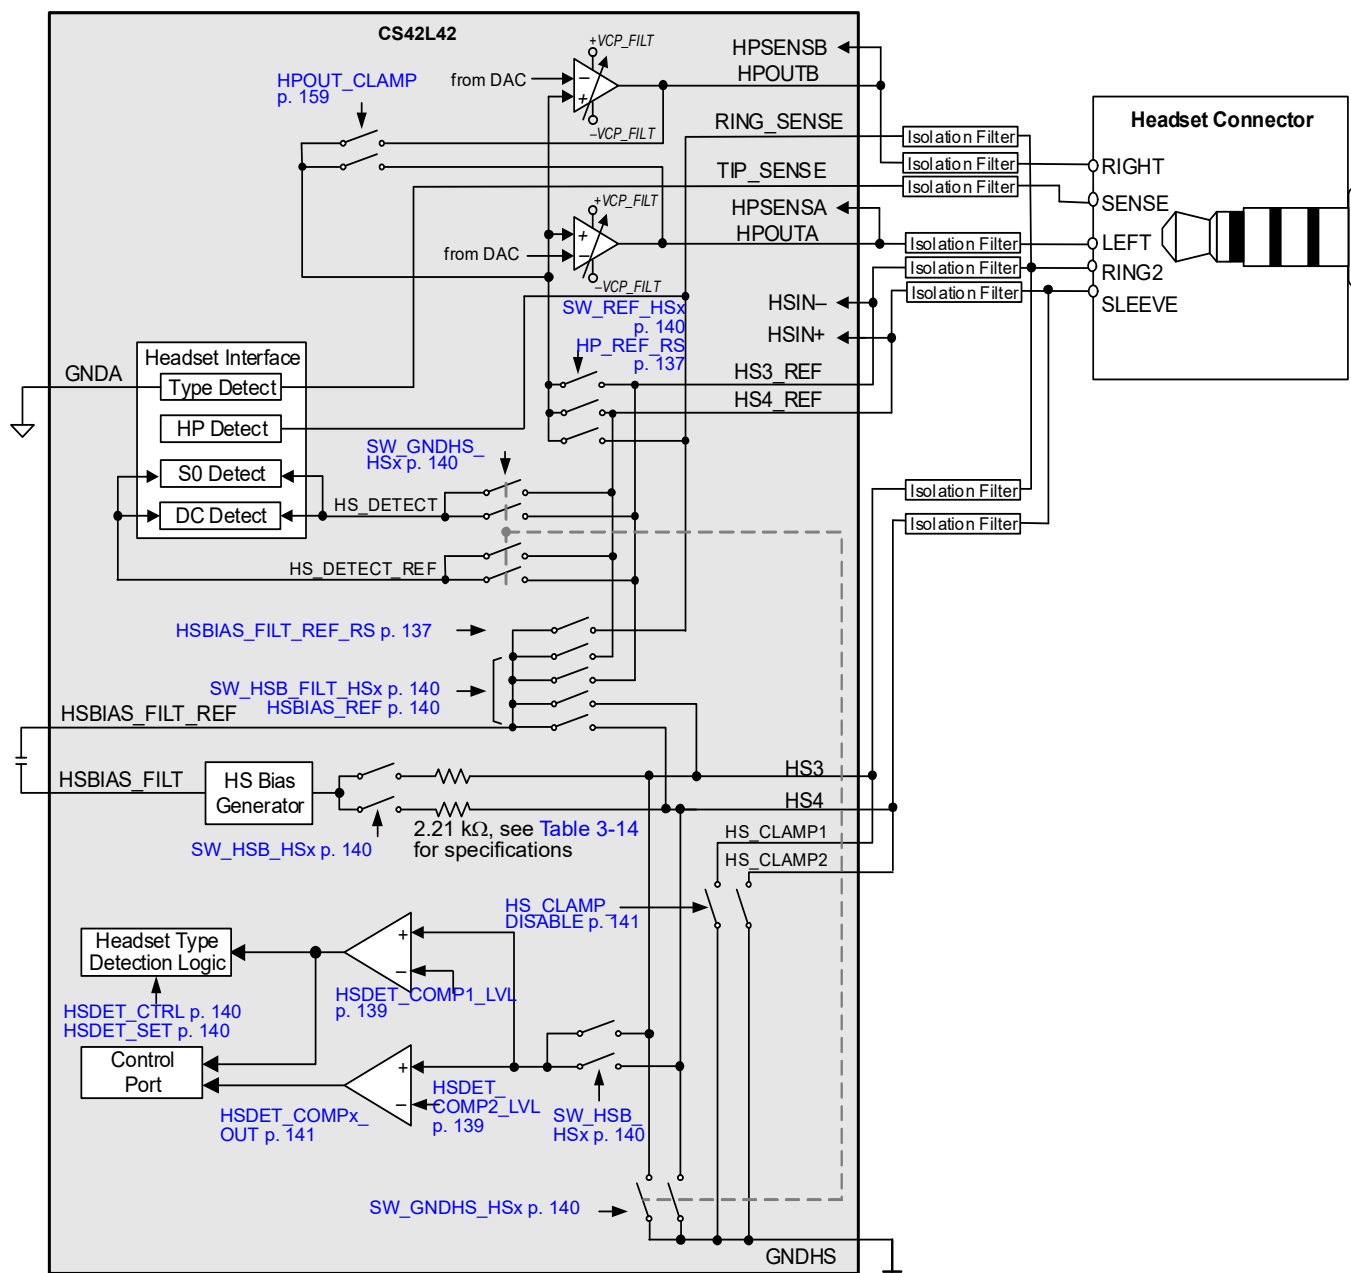 CS42L42
+VCP_FILT
HPSENSB
HPOUTB
HPOUT_CLAMP
p. 159
from DAC
−
+
−VCP_FILT
RING_SENSE
Isolation Filter
Headset Connector
Isolation Filter
RIGHT
TIP_SENSE
Isolation Filter
SENSE
+VCP_FILT
HPSENSA
HPOUTA
+
−
from DAC
Isolation Filter
LEFT
Isolation Filter
RING2
−VCP_FILT
Isolation Filter
SLEEVE
SW_REF_HSx
p. 140
HP_REF_RS
p. 137
HSIN–
HSIN+
HS3_REF
HS4_REF
GNDA
Headset Interface
Type Detect
HP Detect
S0 Detect
DC Detect
SW_GNDHS_
HSx p. 140
HS_DETECT
HS_DETECT_REF
Isolation Filter
Isolation Filter
HSBIAS_FILT_REF_RS p. 137
SW_HSB_FILT_HSx p. 140
HSBIAS_REF p. 140
HSBIAS_FILT_REF
HSBIAS_FILT
HS Bias
Generator
HS3
HS4
2.21 kΩ, see Table 3-14
for specifications
SW_HSB_HSx p. 140
HS_CLAMP1
HS_CLAMP2
HS_CLAMP_
DISABLE p. 141
Headset Type
Detection Logic
+
−
HSDET_COMP1_LVL
p. 139
HSDET_CTRL p. 140
HSDET_SET p. 140
Control
Port
+
−
HSDET_
COMP2_LVL
p. 139
HSDET_COMPx_
OUT p. 141
SW_HSB_
HSx p. 140
SW_GNDHS_HSx p. 140
GNDHS